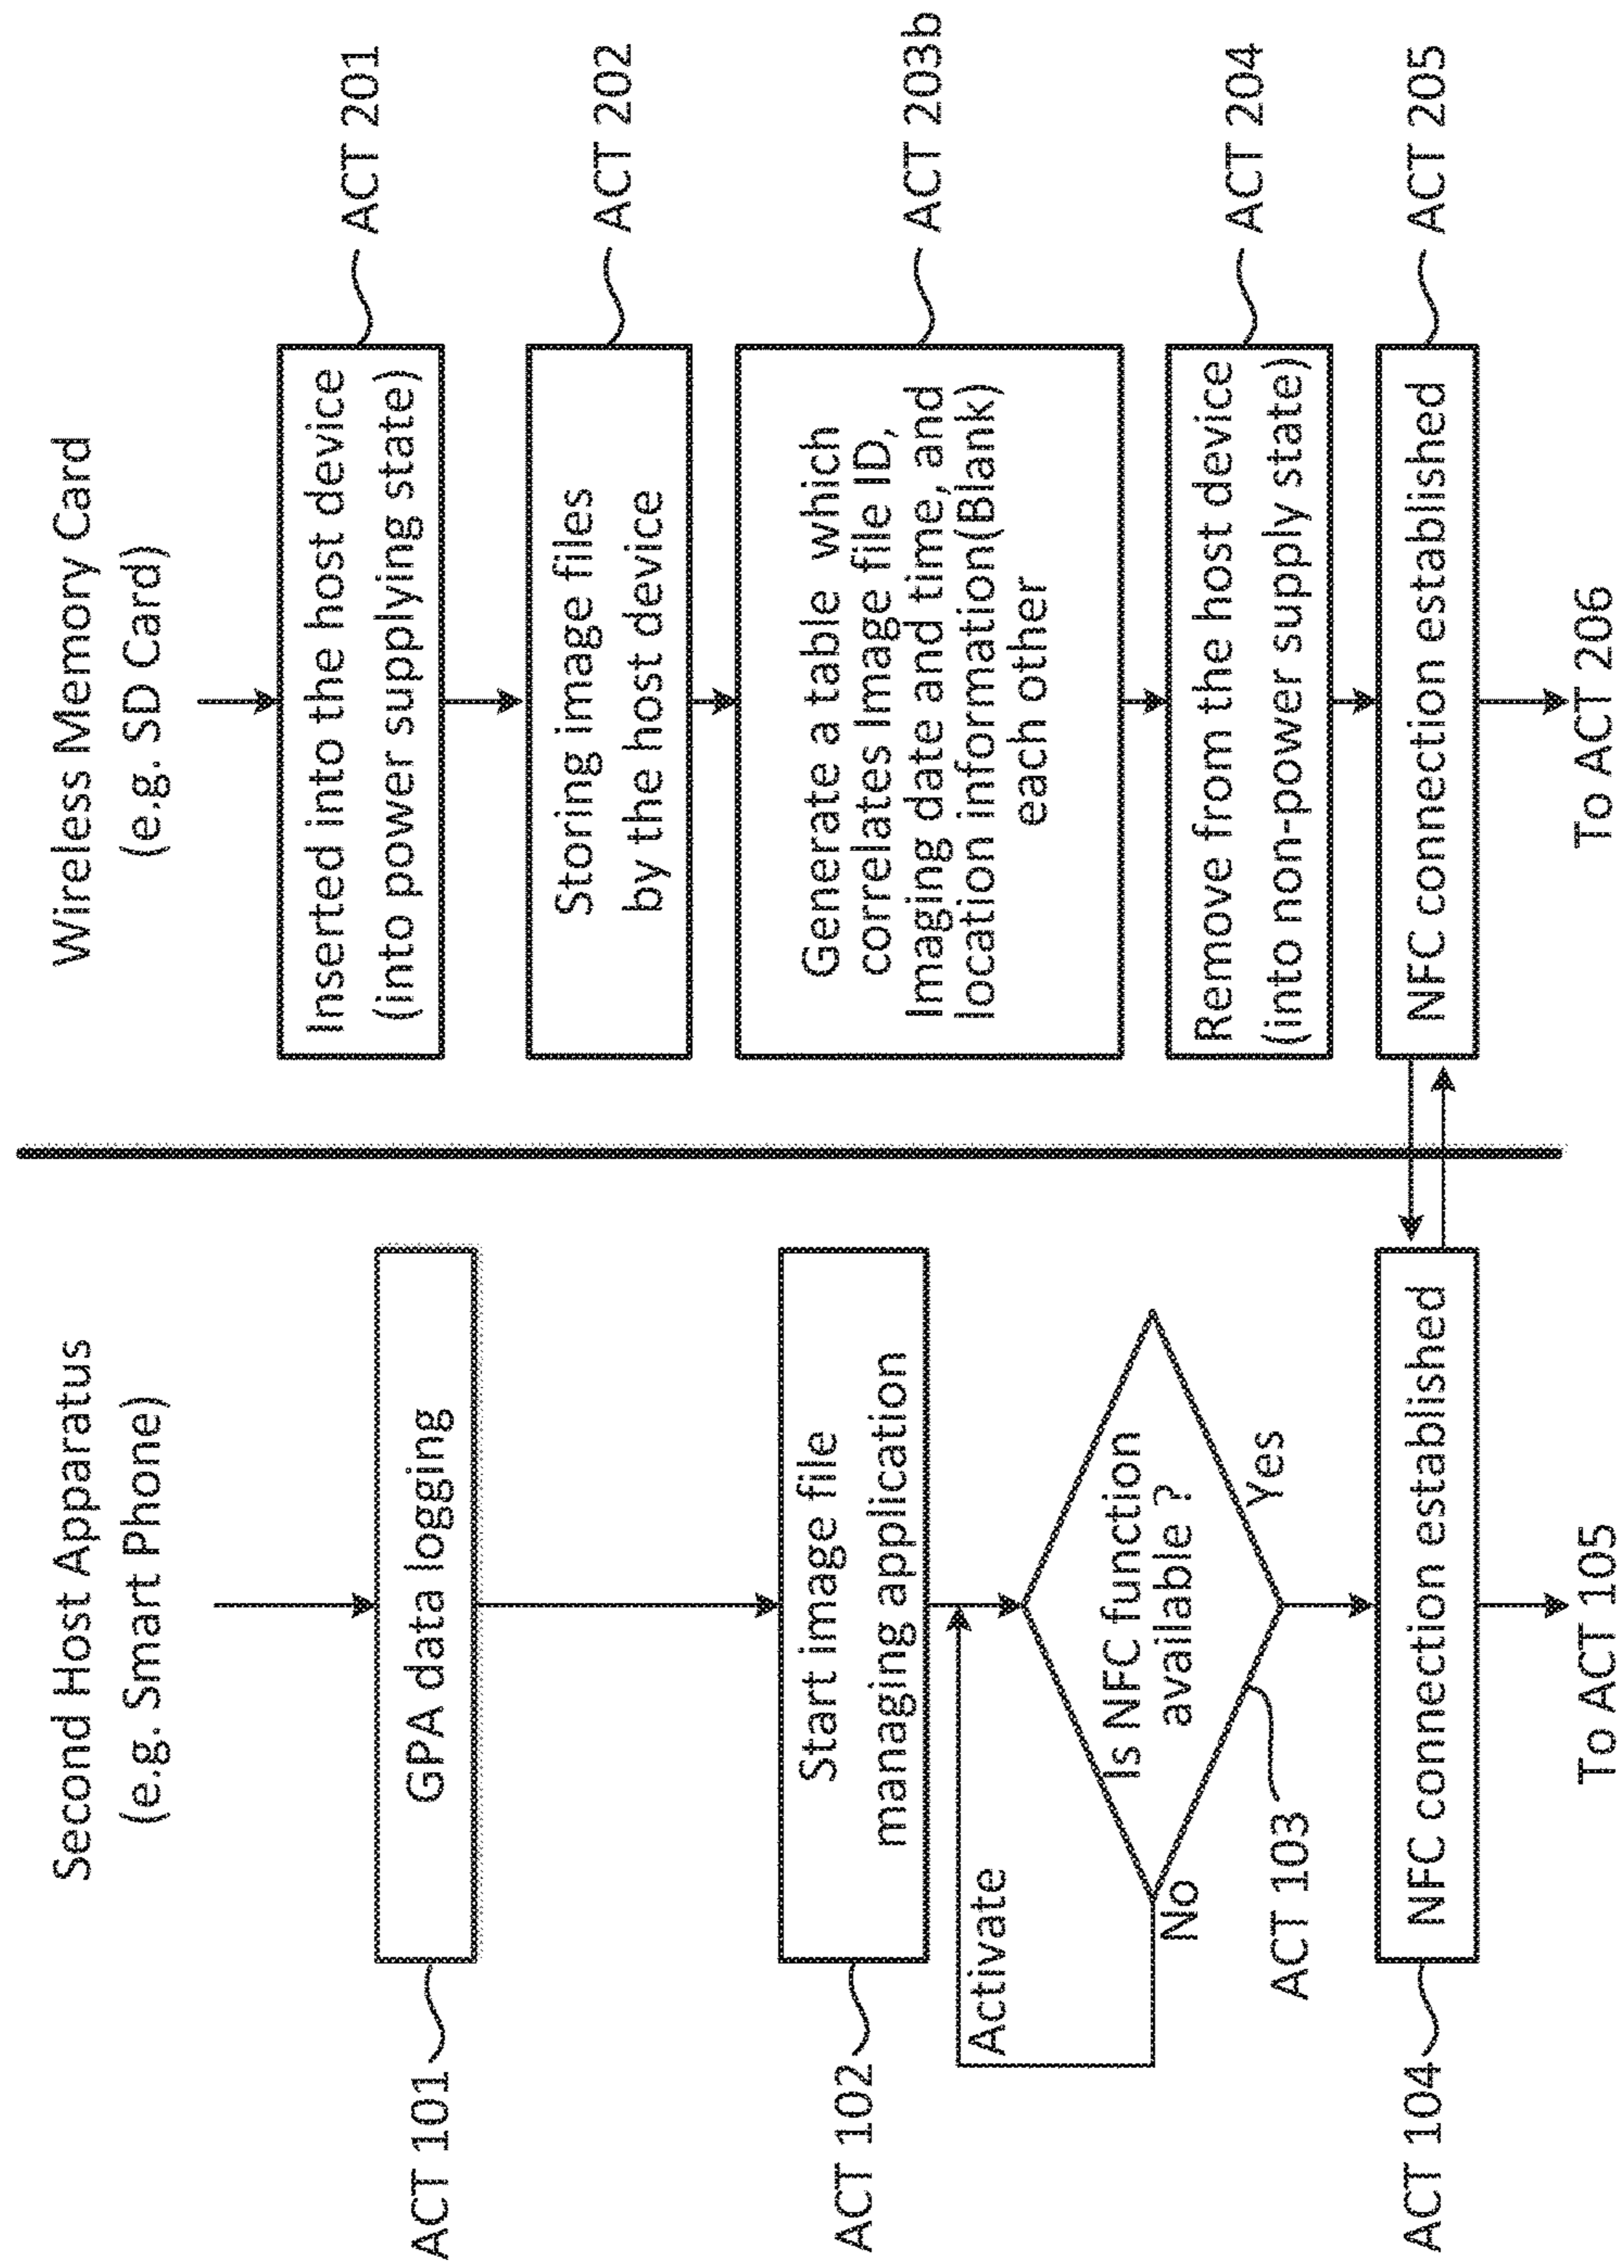 Second Host Apparatus
(e.g. Smart Phone)
ACT 101
GPA data logging
ACT 102
Start image file
managing application
Activate
Is NFC function
available ?
No
Yes
ACT 103
ACT 104
NFC connection established
To ACT 105
Wireless Memory Card
(e.g. SD Card)
Inserted into the host device
(into power supplying state)
ACT 201
Storing image files
by the host device
ACT 202
Generate a table which
correlates Image file ID,
Imaging date and time, and
location information(Blank)
each other
ACT 203b
Remove from the host device
(into non-power supply state)
ACT 204
NFC connection established
ACT 205
To ACT 206